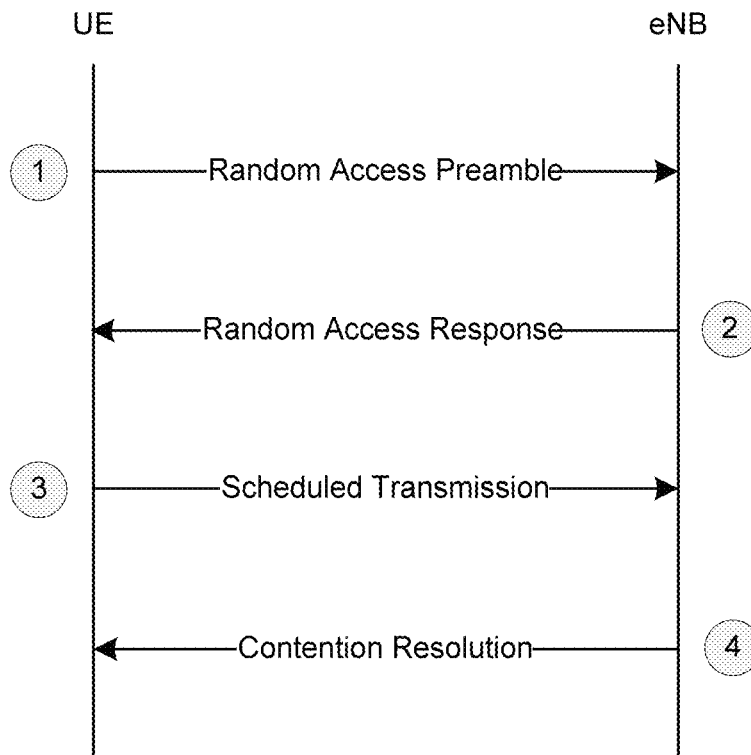 UE
eNB
1
Random Access Preamble
Random Access Response
2
3
Scheduled Transmission
Contention Resolution
4